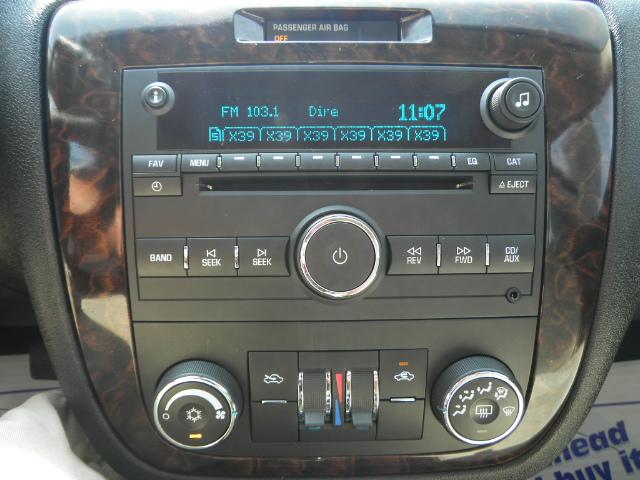 PASSENGER AIR BAG
OFF
FM 103.1 Dire 11:07
X39 X39 X39 X39 X39 X39
FAV MENU EQ CAT
EJECT
BAND SEEK SEEK REV FWD CD/AUX
ahead
buy it